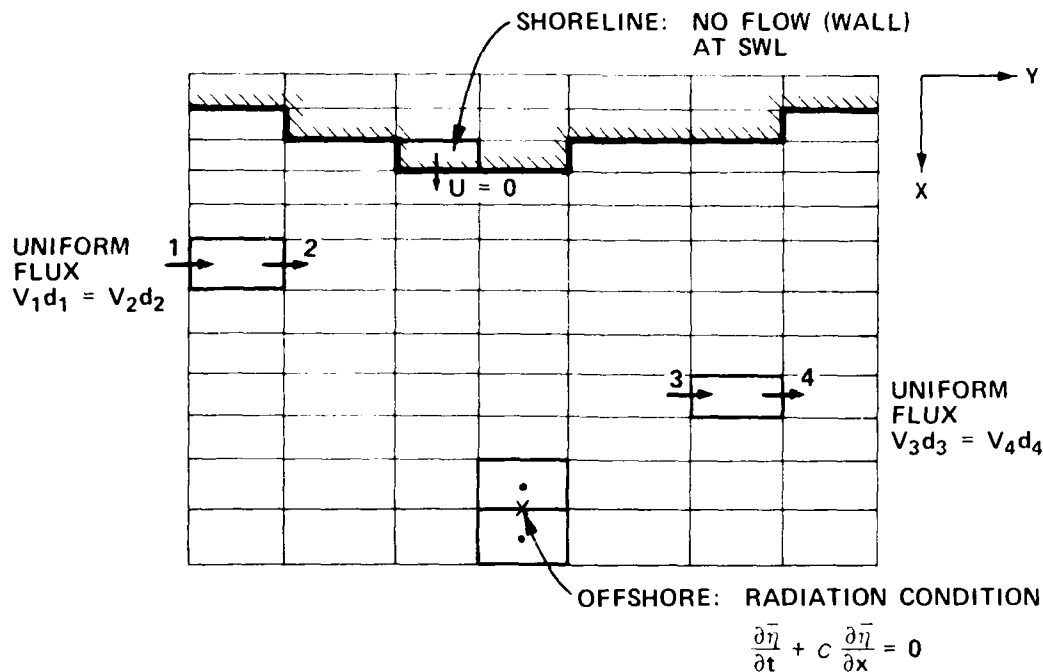 SHORELINE: NO FLOW (WALL)
AT SWL
Y
X
U = 0
UNIFORM
FLUX
V₁d₁ = V₂d₂
1
2
3
4
UNIFORM
FLUX
V₃d₃ = V₄d₄
OFFSHORE: RADIATION CONDITION
∂η̄/∂t + c ∂η̄/∂x = 0